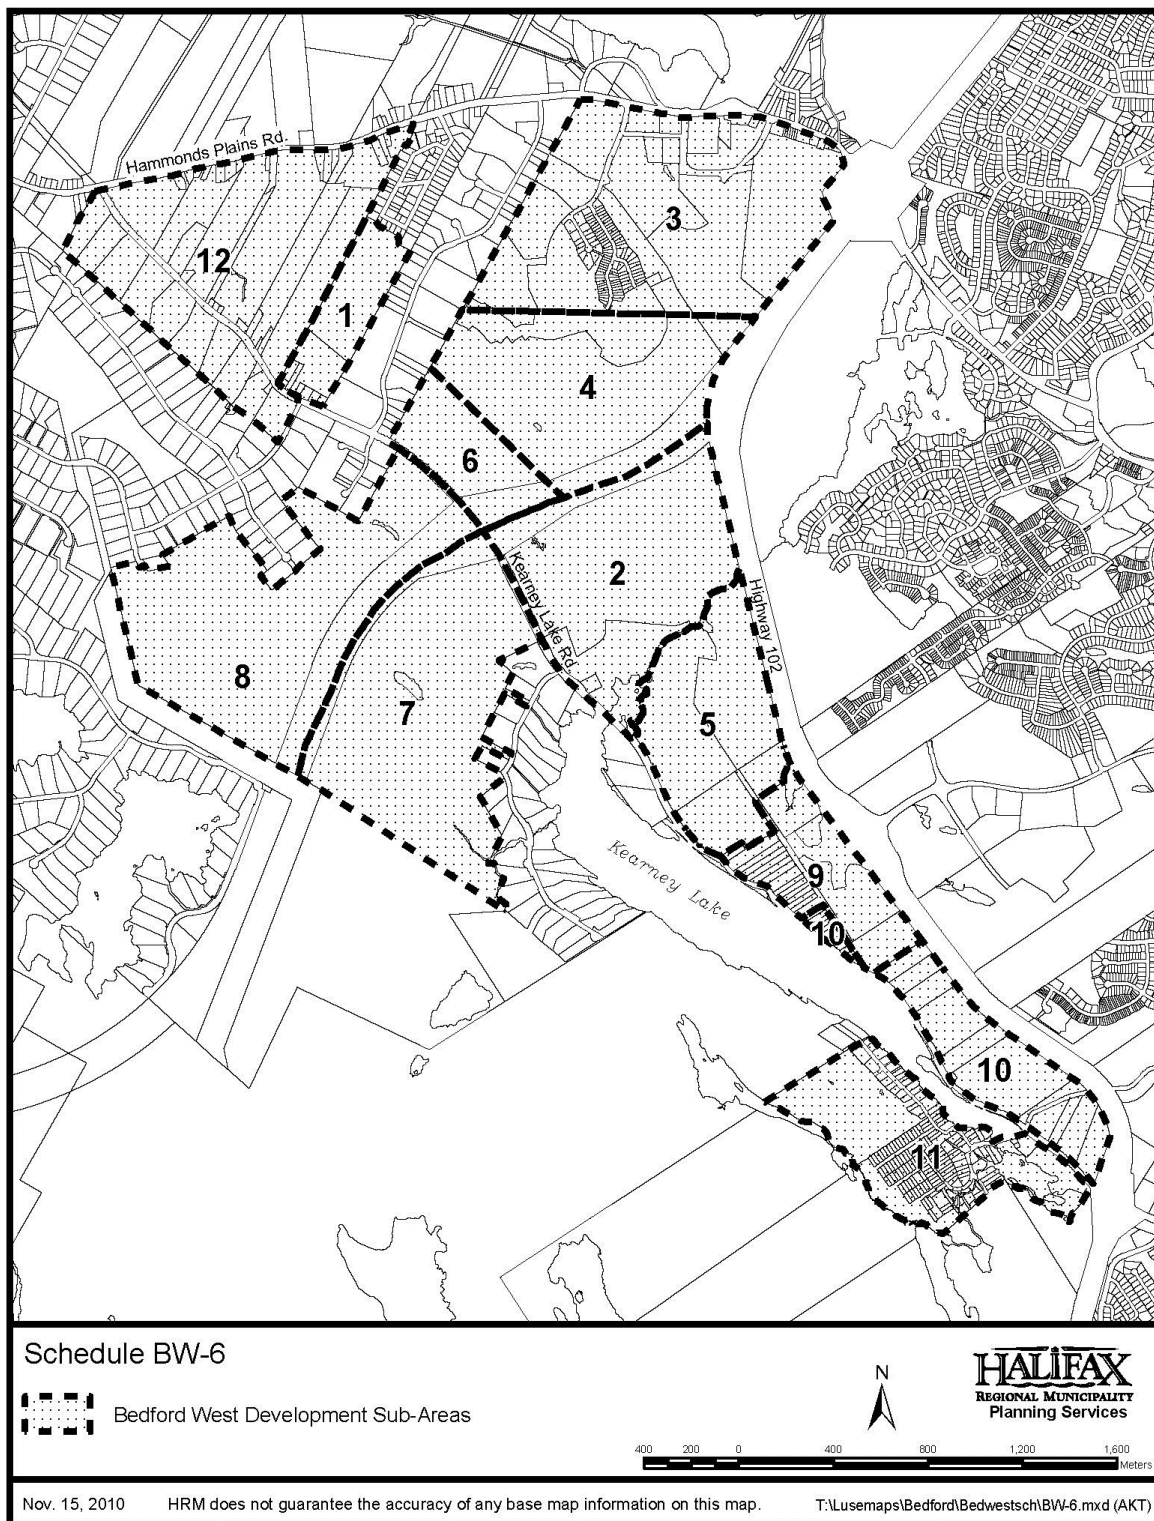 Hammonds Plains Rd.
3
12
1
4
6
2
Kearney Lake Rd.
Highway 102
8
7
5
Kearney Lake
9
10
10
11
Schedule BW-6
Bedford West Development Sub-Areas
N
HALIFAX
REGIONAL MUNICIPALITY
Planning Services
400 200 0 400 800 1,200 1,600
Meters
Nov. 15, 2010 HRM does not guarantee the accuracy of any base map information on this map. T:\Lusemaps\Bedford\Bedwestsch\BW-6.mxd (AKT)